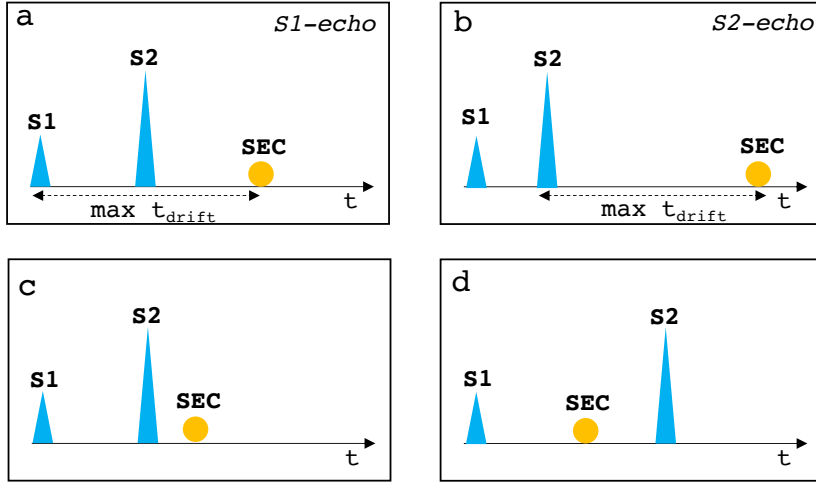 a
S1-echo
S2
S1
SEC
t
max t_drift
b
S2-echo
S2
S1
SEC
t
max t_drift
c
S2
S1
SEC
t
d
S2
S1
SEC
t